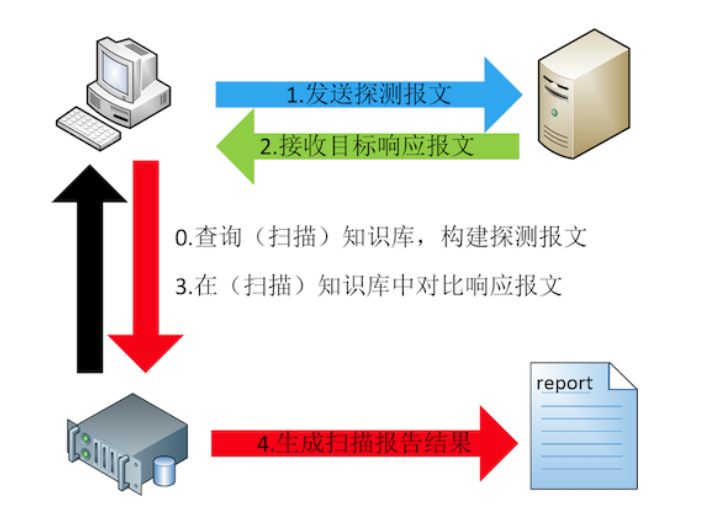 1.发送探测报文
2.接收目标响应报文
0.查询（扫描）知识库，构建探测报文
3.在（扫描）知识库中对比响应报文
report
4.生成扫描报告结果